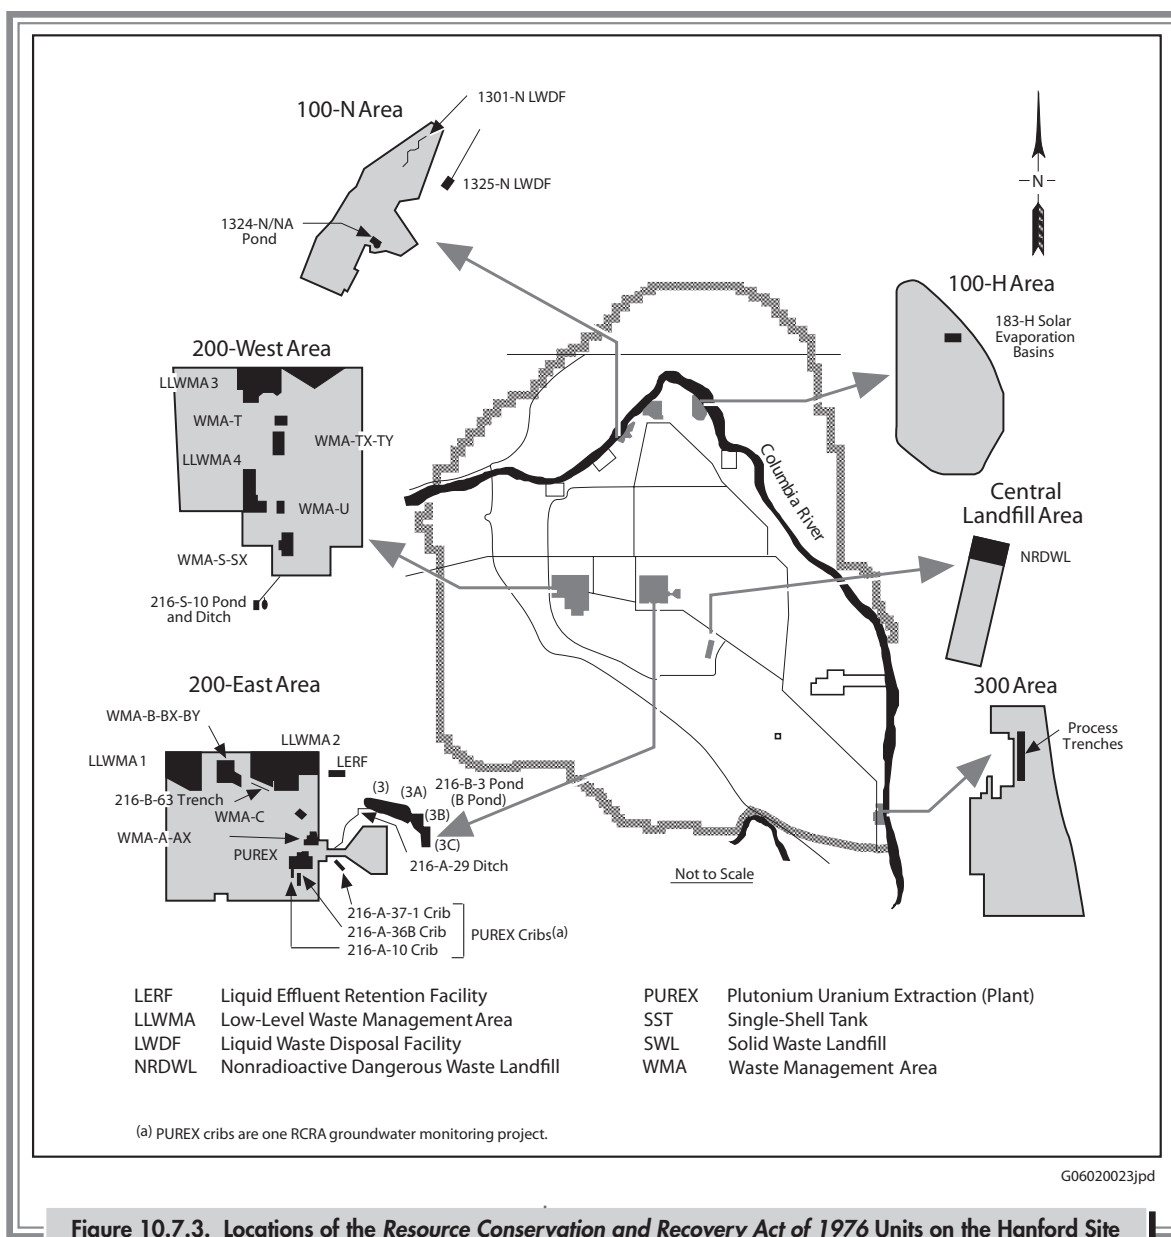 100-N Area
1301-N LWDF
1325-N LWDF
1324-N/NA
Pond
N
100-H Area
183-H Solar
Evaporation
Basins
200-West Area
LLWMA 3
WMA-T
WMA-TX-TY
LLWMA 4
WMA-U
WMA-S-SX
216-S-10 Pond
and Ditch
Columbia River
Central
Landfill Area
NRDWL
200-East Area
WMA-B-BX-BY
LLWMA 2
LLWMA 1
LERF
216-B-63 Trench
WMA-C
(3)
(3A)
216-B-3 Pond
(B Pond)
(3B)
(3C)
WMA-A-AX
PUREX
216-A-29 Ditch
216-A-37-1 Crib
216-A-36B Crib
216-A-10 Crib
PUREX Cribs(a)
300 Area
Process
Trenches
Not to Scale
LERF Liquid Effluent Retention Facility
LLWMA Low-Level Waste Management Area
LWDF Liquid Waste Disposal Facility
NRDWL Nonradioactive Dangerous Waste Landfill
PUREX Plutonium Uranium Extraction (Plant)
SST Single-Shell Tank
SWL Solid Waste Landfill
WMA Waste Management Area
(a) PUREX cribs are one RCRA groundwater monitoring project.
G06020023jpd
Figure 10.7.3. Locations of the Resource Conservation and Recovery Act of 1976 Units on the Hanford Site